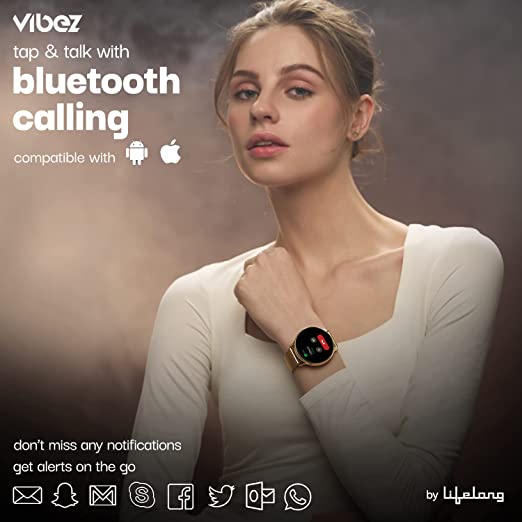 vibez
tap & talk with
bluetooth
calling
compatible with
don't miss any notifications
get alerts on the go
by lifelong